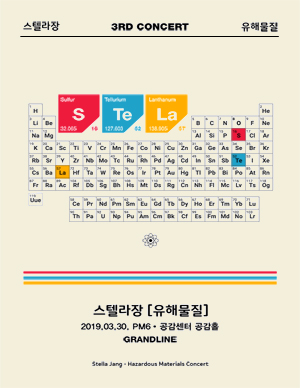 스텔라장 3RD CONCERT 유해물질
Sulfur Tellurium Lanthanum
S Te La
32.065 16 127.603 52 138.905 57
H He
Li Be B C N O F Ne
Na Mg Al Si P S Cl Ar
K Ca Sc Ti V Cr Mn Fe Co Ni Cu Zn Ga Ge As Se Br Kr
Rb Sr Y Zr Nb Mo Tc Ru Rh Pd Ag Cd In Sn Sb Te I Xe
Cs Ba La Hf Ta W Re Os Ir Pt Au Hg Tl Pb Bi Po At Rn
Fr Ra Ac Rf Db Sg Bh Hs Mt Ds Rg Cn Nh Fl Mc Lv Ts Og
Uue
Ce Pr Nd Pm Sm Eu Gd Tb Dy Ho Er Tm Yb Lu
Th Pa U Np Pu Am Cm Bk Cf Es Fm Md No Lr
스텔라장 [유해물질]
2019.03.30. PM6 • 공감센터 공감홀
GRANDLINE
Stella Jang - Hazardous Materials Concert